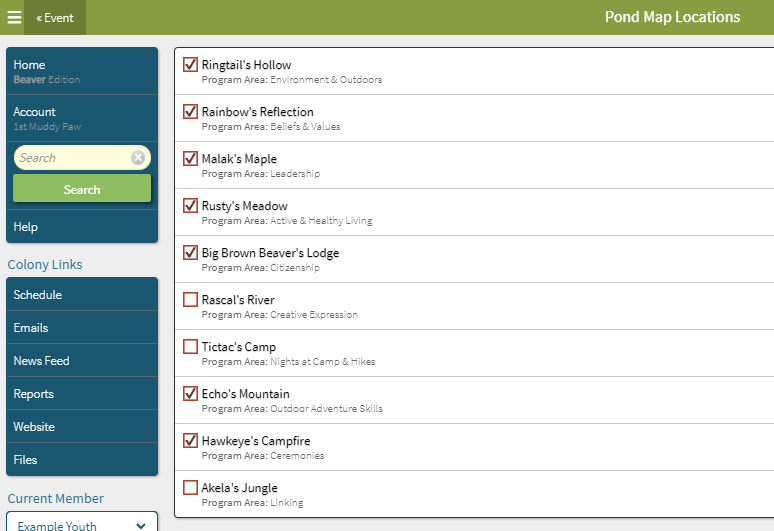 « Event
Pond Map Locations
Home
Beaver Edition
Account
1st Muddy Paw
Search
Search
Help
Colony Links
Schedule
Emails
News Feed
Reports
Website
Files
Current Member
Example Youth
Ringtail's Hollow
Program Area: Environment & Outdoors
Rainbow's Reflection
Program Area: Beliefs & Values
Malak's Maple
Program Area: Leadership
Rusty's Meadow
Program Area: Active & Healthy Living
Big Brown Beaver's Lodge
Program Area: Citizenship
Rascal's River
Program Area: Creative Expression
Tictac's Camp
Program Area: Nights at Camp & Hikes
Echo's Mountain
Program Area: Outdoor Adventure Skills
Hawkeye's Campfire
Program Area: Ceremonies
Akela's Jungle
Program Area: Linking